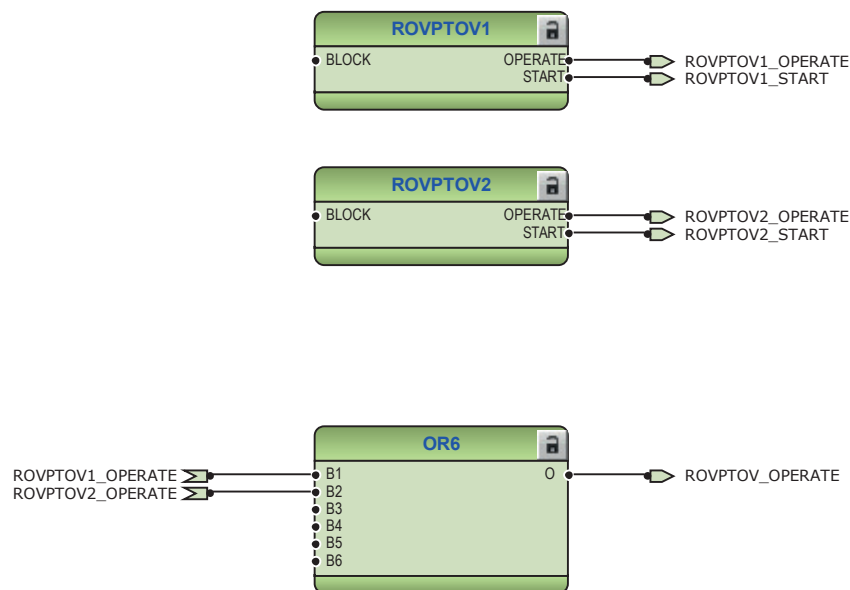 ROVPTOV1
BLOCK OPERATE ROVPTOV1_OPERATE
START ROVPTOV1_START
ROVPTOV2
BLOCK OPERATE ROVPTOV2_OPERATE
START ROVPTOV2_START
OR6
ROVPTOV1_OPERATE B1 O ROVPTOV_OPERATE
ROVPTOV2_OPERATE B2
B3
B4
B5
B6